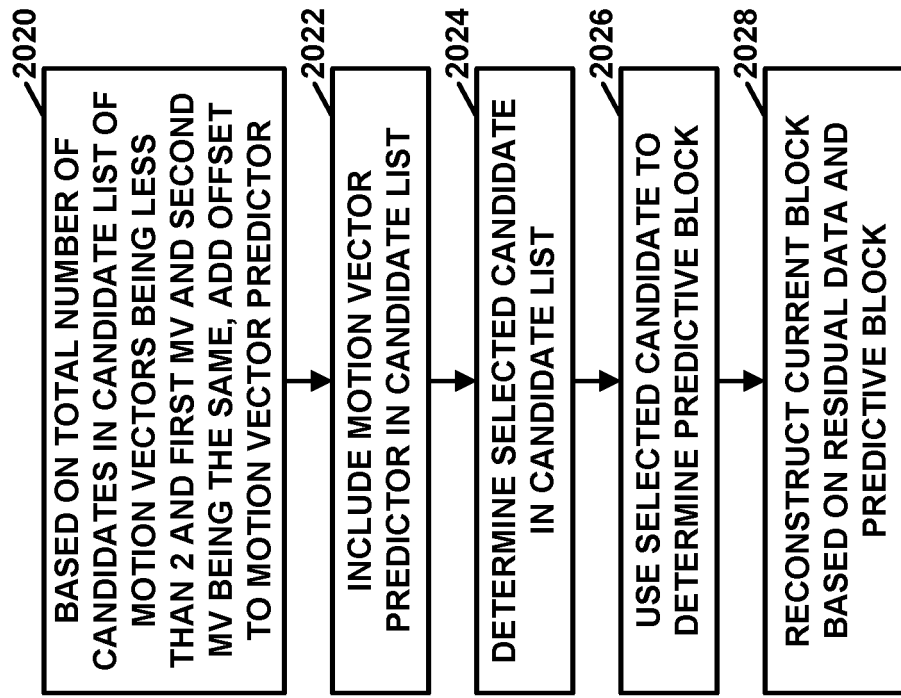 2020
BASED ON TOTAL NUMBER OF
CANDIDATES IN CANDIDATE LIST OF
MOTION VECTORS BEING LESS
THAN 2 AND FIRST MV AND SECOND
MV BEING THE SAME, ADD OFFSET
TO MOTION VECTOR PREDICTOR
2022
INCLUDE MOTION VECTOR
PREDICTOR IN CANDIDATE LIST
2024
DETERMINE SELECTED CANDIDATE
IN CANDIDATE LIST
2026
USE SELECTED CANDIDATE TO
DETERMINE PREDICTIVE BLOCK
2028
RECONSTRUCT CURRENT BLOCK
BASED ON RESIDUAL DATA AND
PREDICTIVE BLOCK